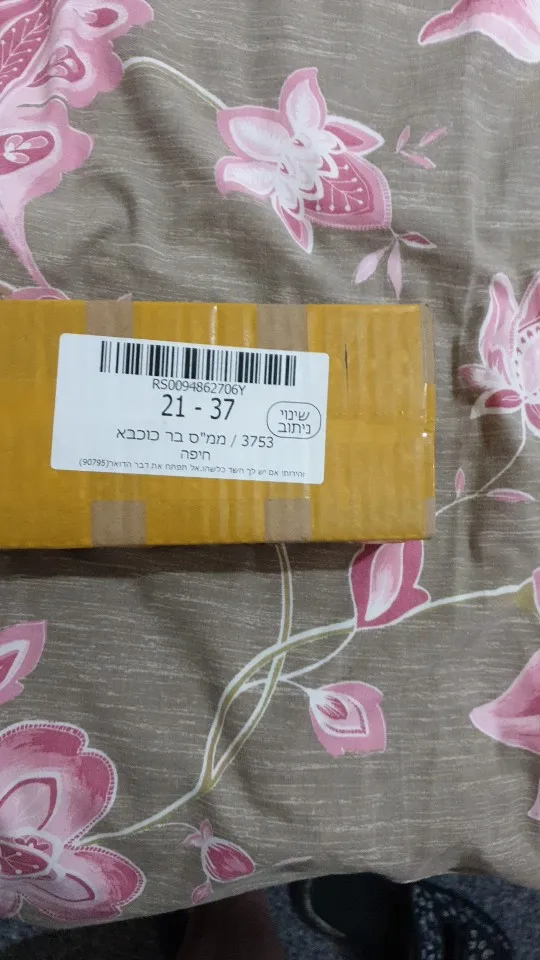 RS0094862706Y
21 - 37
שינוי
ניתוב
3753 / ממ"ס בר כוכבא
חיפה
זהירות! אם יש לך חשד כלשהו,אל תפתח את דבר הדואר(90795)